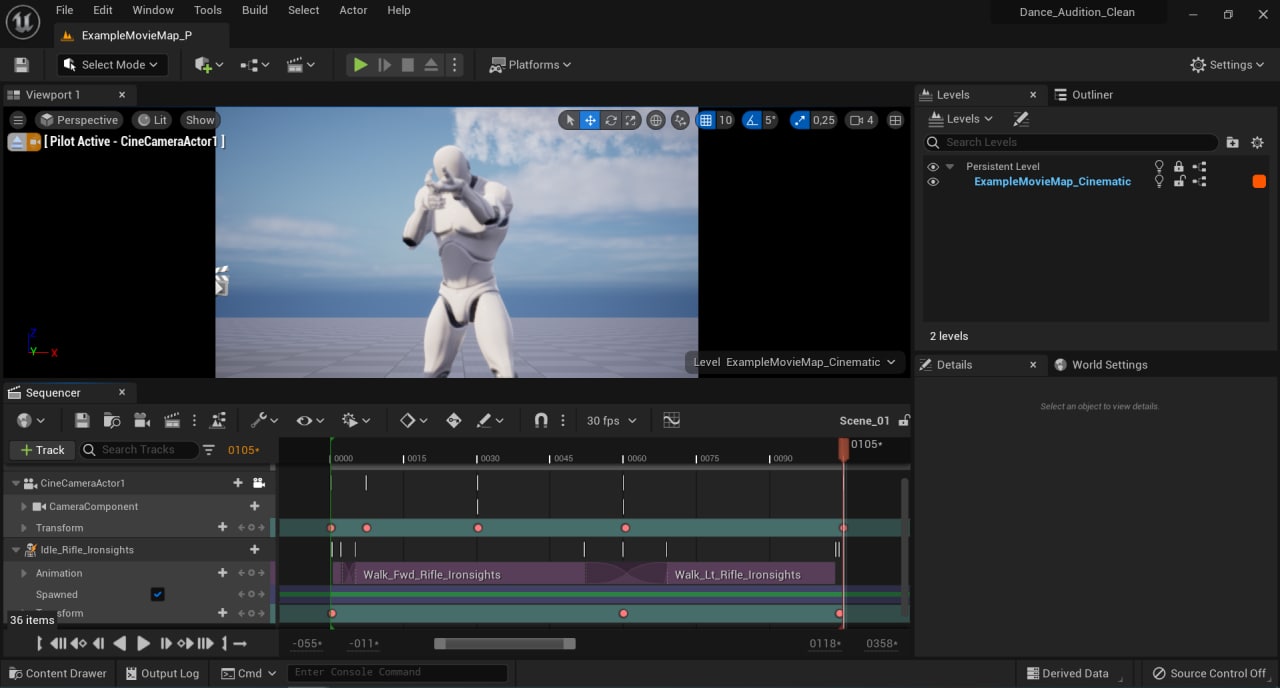 File Edit Window Tools Build Select Actor Help
Dance_Audition_Clean
ExampleMovieMap_P
Select Mode
Platforms
Settings
Viewport 1
Perspective Lit Show
10 5° 0,25 4
[ Pilot Active - CineCameraActor1 ]
Level ExampleMovieMap_Cinematic
Levels Outliner
Levels
Search Levels
Persistent Level
ExampleMovieMap_Cinematic
2 levels
Details World Settings
Select an object to view details.
Sequencer
30 fps
Scene_01
+ Track Search Tracks 0105*
0000 0015 0030 0045 0060 0075 0090 0105*
CineCameraActor1
CameraComponent
Transform
Idle_Rifle_Ironsights
Animation Walk_Fwd_Rifle_Ironsights Walk_Lt_Rifle_Ironsights
Spawned
Transform
36 items
-055* -011* 0118* 0358*
Content Drawer Output Log Cmd Enter Console Command Derived Data Source Control Off